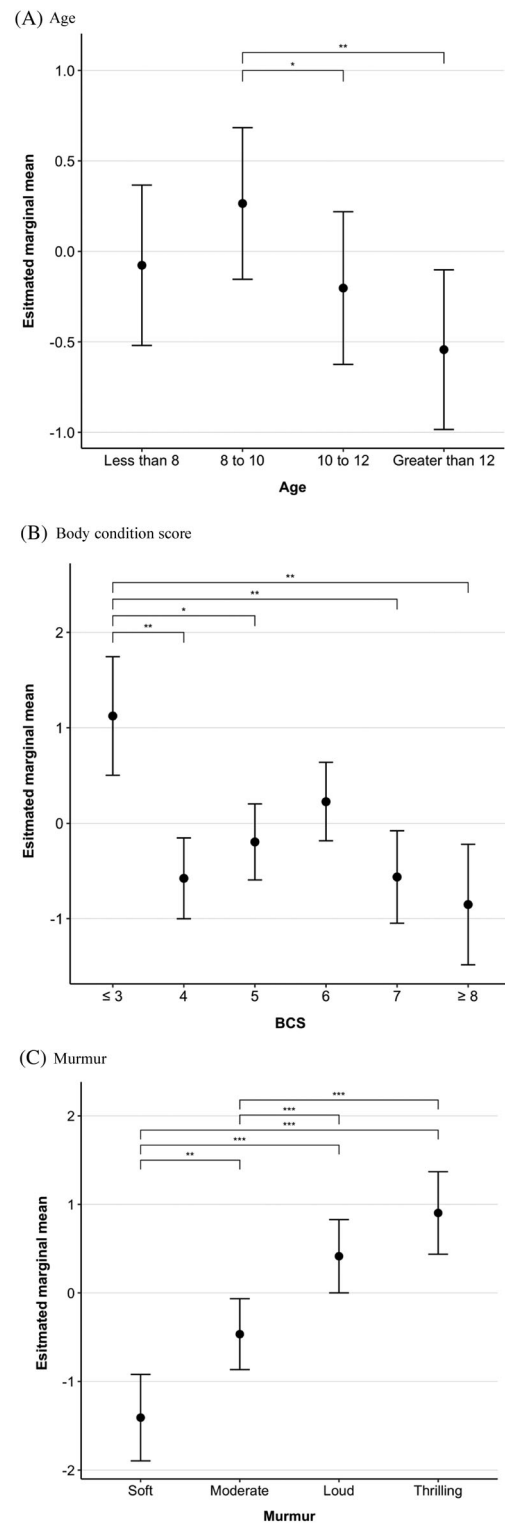 (A) Age
**
*
1.0
0.5
0.0
-0.5
-1.0
Esitmated marginal mean
Less than 8 8 to 10 10 to 12 Greater than 12
Age
(B) Body condition score
**
**
*
**
2
1
0
-1
Esitmated marginal mean
≤ 3 4 5 6 7 ≥ 8
BCS
(C) Murmur
***
***
***
***
**
2
1
0
-1
-2
Esitmated marginal mean
Soft Moderate Loud Thrilling
Murmur